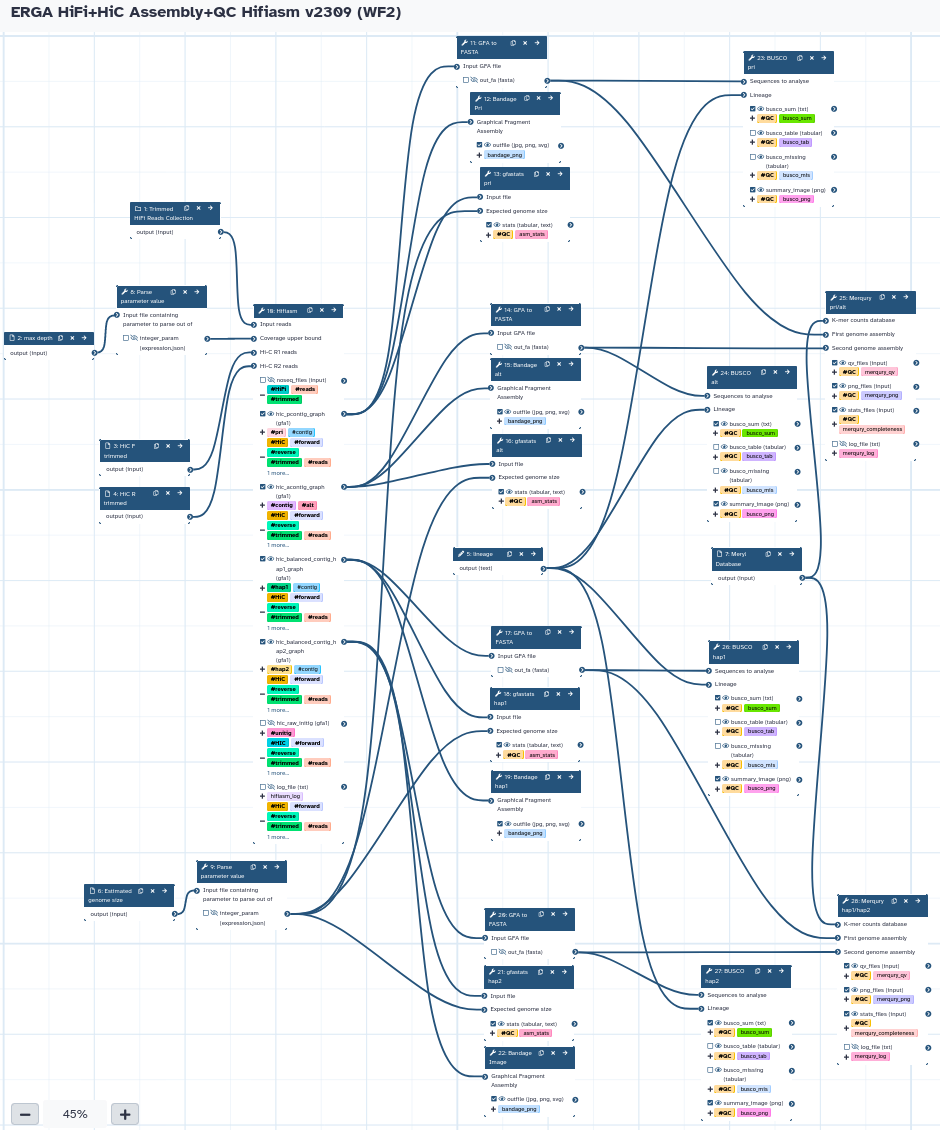 ERGA HiFi+HiC Assembly+QC Hifiasm v2309 (WF2)
1: Trimmed
HiFi Reads Collection
output (input)
8: Parse
parameter value
Input file containing
parameter to parse out of
integer_param
(expression.json)
2: max depth
output (input)
3: HiC F
trimmed
output (input)
4: HiC R
trimmed
output (input)
10: Hifiasm
Input reads
Coverage upper bound
Hi-C R1 reads
Hi-C R2 reads
noseq_files (input)
#HiFi #reads
#trimmed
hic_pcontig_graph
(gfa1)
#pri #contig
#HiC #forward
#reverse
#trimmed #reads
1 more...
hic_acontig_graph
(gfa1)
#contig #alt
#HiC #forward
#reverse
#trimmed #reads
1 more...
hic_balanced_contig_h
ap1_graph
(gfa1)
#hap1 #contig
#HiC #forward
#reverse
#trimmed #reads
1 more...
hic_balanced_contig_h
ap2_graph
(gfa1)
#hap2 #contig
#HiC #forward
#reverse
#trimmed #reads
1 more...
hic_raw_initig (gfa1)
#unitig
#HiC #forward
#reverse
#trimmed #reads
1 more...
log_file (txt)
hifiasm_log
#HiC #forward
#reverse
#trimmed #reads
1 more...
6: Estimated
genome size
output (input)
9: Parse
parameter value
Input file containing
parameter to parse out of
integer_param
(expression.json)
11: GFA to
FASTA
Input GFA file
out_fa (fasta)
12: Bandage
Pri
Graphical Fragment
Assembly
outfile (jpg, png, svg)
bandage_png
13: gfastats
pri
Input file
Expected genome size
stats (tabular, text)
#QC asm_stats
14: GFA to
FASTA
Input GFA file
out_fa (fasta)
15: Bandage
alt
Graphical Fragment
Assembly
outfile (jpg, png, svg)
bandage_png
16: gfastats
alt
Input file
Expected genome size
stats (tabular, text)
#QC asm_stats
5: lineage
output (text)
17: GFA to
FASTA
Input GFA file
out_fa (fasta)
18: gfastats
hap1
Input file
Expected genome size
stats (tabular, text)
#QC asm_stats
19: Bandage
hap1
Graphical Fragment
Assembly
outfile (jpg, png, svg)
bandage_png
20: GFA to
FASTA
Input GFA file
out_fa (fasta)
21: gfastats
hap2
Input file
Expected genome size
stats (tabular, text)
#QC asm_stats
22: Bandage
Image
Graphical Fragment
Assembly
outfile (jpg, png, svg)
bandage_png
23: BUSCO
pri
Sequences to analyse
Lineage
busco_sum (txt)
#QC busco_sum
busco_table (tabular)
#QC busco_tab
busco_missing
(tabular)
#QC busco_mis
summary_image (png)
#QC busco_png
24: BUSCO
alt
Sequences to analyse
Lineage
busco_sum (txt)
#QC busco_sum
busco_table (tabular)
#QC busco_tab
busco_missing
(tabular)
#QC busco_mis
summary_image (png)
#QC busco_png
25: Merqury
pri/alt
K-mer counts database
First genome assembly
Second genome assembly
qv_files (input)
#QC merqury_qv
png_files (input)
#QC merqury_png
stats_files (input)
#QC
merqury_completeness
log_file (txt)
merqury_log
7: Meryl
Database
output (input)
26: BUSCO
hap1
Sequences to analyse
Lineage
busco_sum (txt)
#QC busco_sum
busco_table (tabular)
#QC busco_tab
busco_missing
(tabular)
#QC busco_mis
summary_image (png)
#QC busco_png
27: BUSCO
hap2
Sequences to analyse
Lineage
busco_sum (txt)
#QC busco_sum
busco_table (tabular)
#QC busco_tab
busco_missing
(tabular)
#QC busco_mis
summary_image (png)
#QC busco_png
28: Merqury
hap1/hap2
K-mer counts database
First genome assembly
Second genome assembly
qv_files (input)
#QC merqury_qv
png_files (input)
#QC merqury_png
stats_files (input)
#QC
merqury_completeness
log_file (txt)
merqury_log
45%